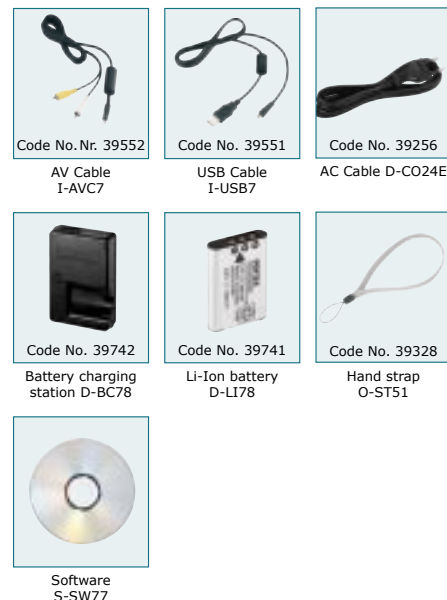 Code No. Nr. 39552
AV Cable
I-AVC7
Code No. 39551
USB Cable
I-USB7
Code No. 39256
AC Cable D-CO24E
Code No. 39742
Battery charging
station D-BC78
Code No. 39741
Li-Ion battery
D-LI78
Code No. 39328
Hand strap
O-ST51
Software
S-SW77